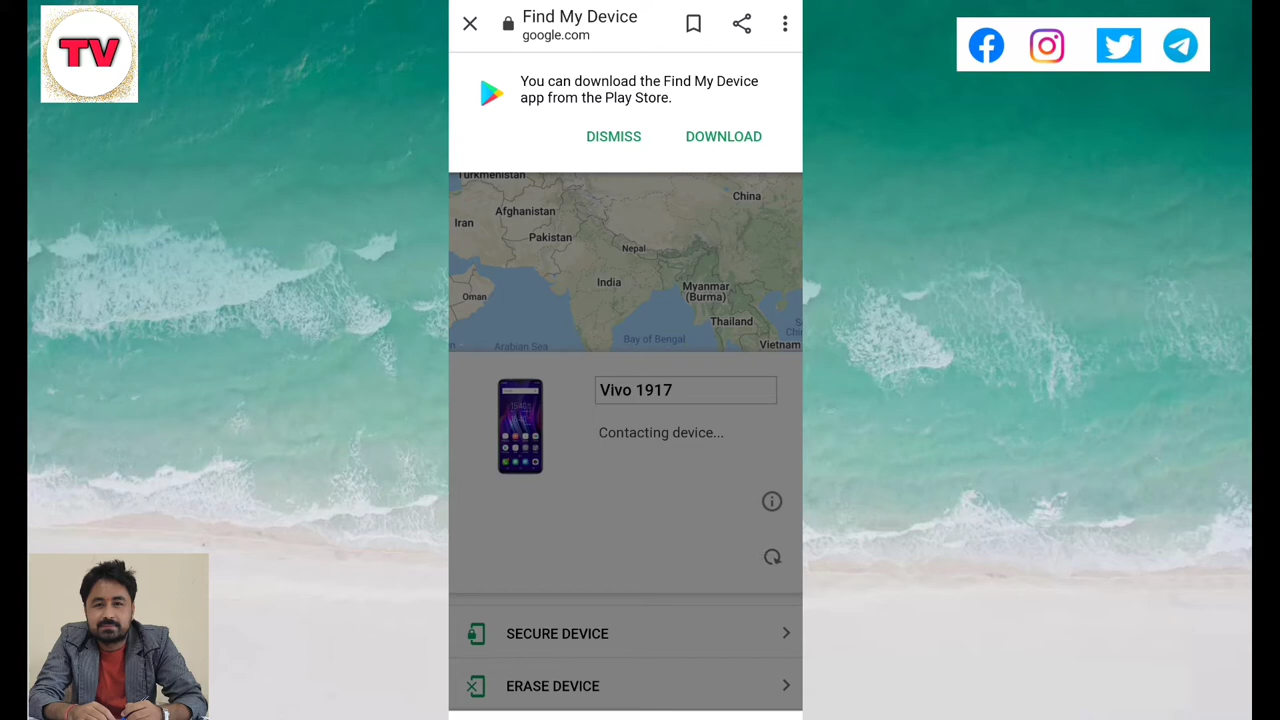 TV
Find My Device
google.com
You can download the Find My Device
app from the Play Store.
DISMISS DOWNLOAD
Turkmenistan
China
Afghanistan
Iran
Pakistan
Nepal
India
Oman
Myanmar
(Burma)
Thailand
Bay of Bengal
Arabian Sea
Vietnam
Vivo 1917
Contacting device...
SECURE DEVICE
ERASE DEVICE